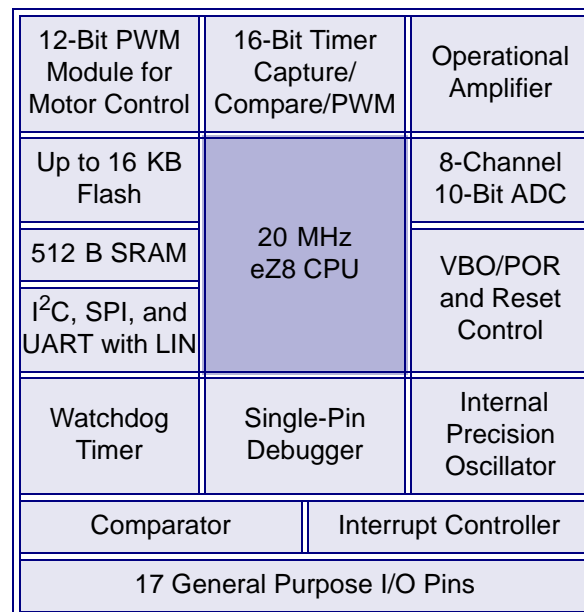 12-Bit PWM
Module for
Motor Control
16-Bit Timer
Capture/
Compare/PWM
Operational
Amplifier
Up to 16 KB
Flash
512 B SRAM
I²C, SPI, and
UART with LIN
20 MHz
eZ8 CPU
8-Channel
10-Bit ADC
VBO/POR
and Reset
Control
Watchdog
Timer
Single-Pin
Debugger
Internal
Precision
Oscillator
Comparator
Interrupt Controller
17 General Purpose I/O Pins